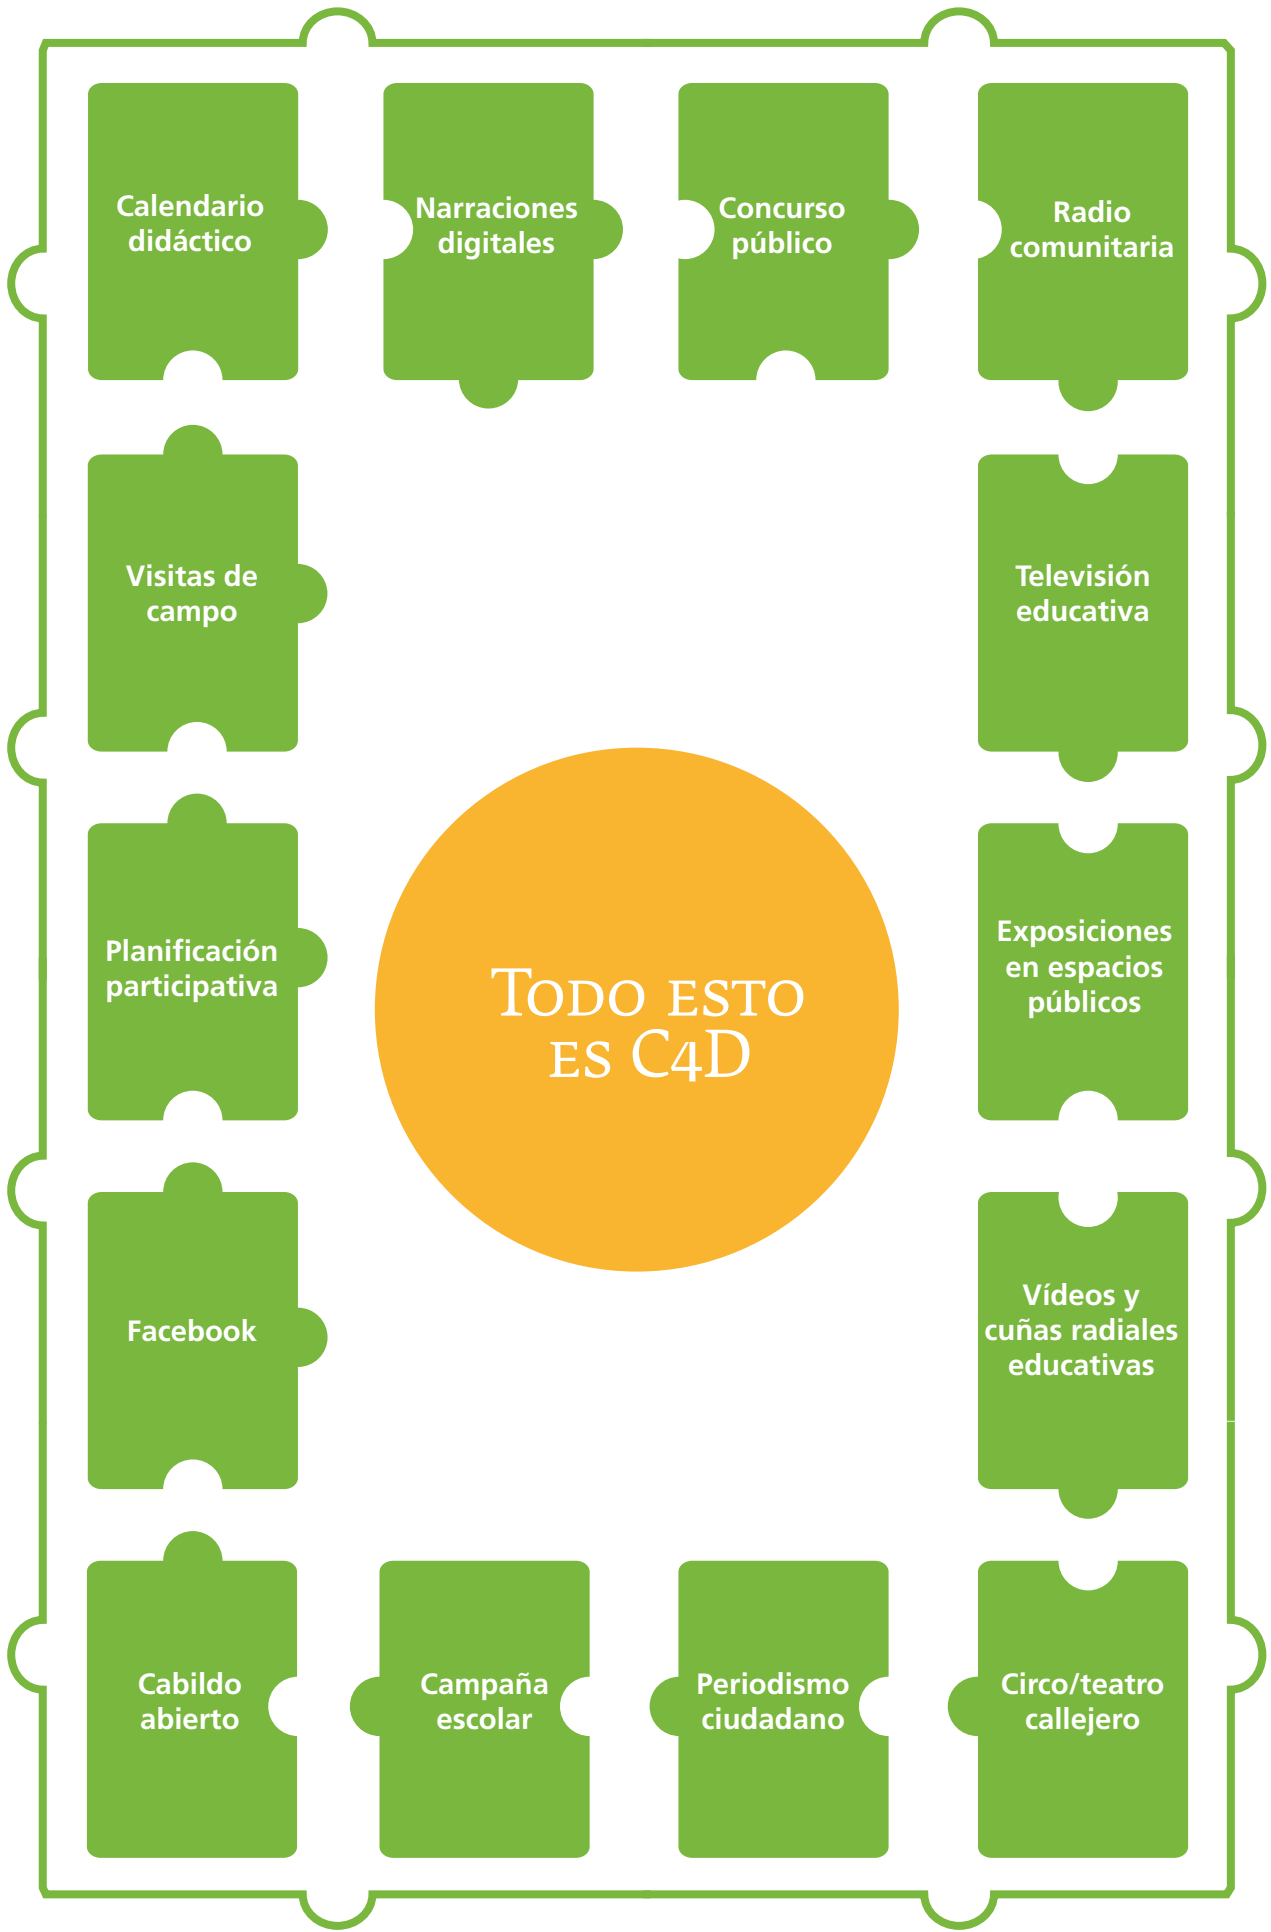 Calendario
didáctico
Narraciones
digitales
Concurso
público
Radio
comunitaria
Visitas de
campo
Televisión
educativa
Planificación
participativa
Todo esto
es C4D
Exposiciones
en espacios
públicos
Facebook
Vídeos y
cuñas radiales
educativas
Cabildo
abierto
Campaña
escolar
Periodismo
ciudadano
Circo/teatro
callejero